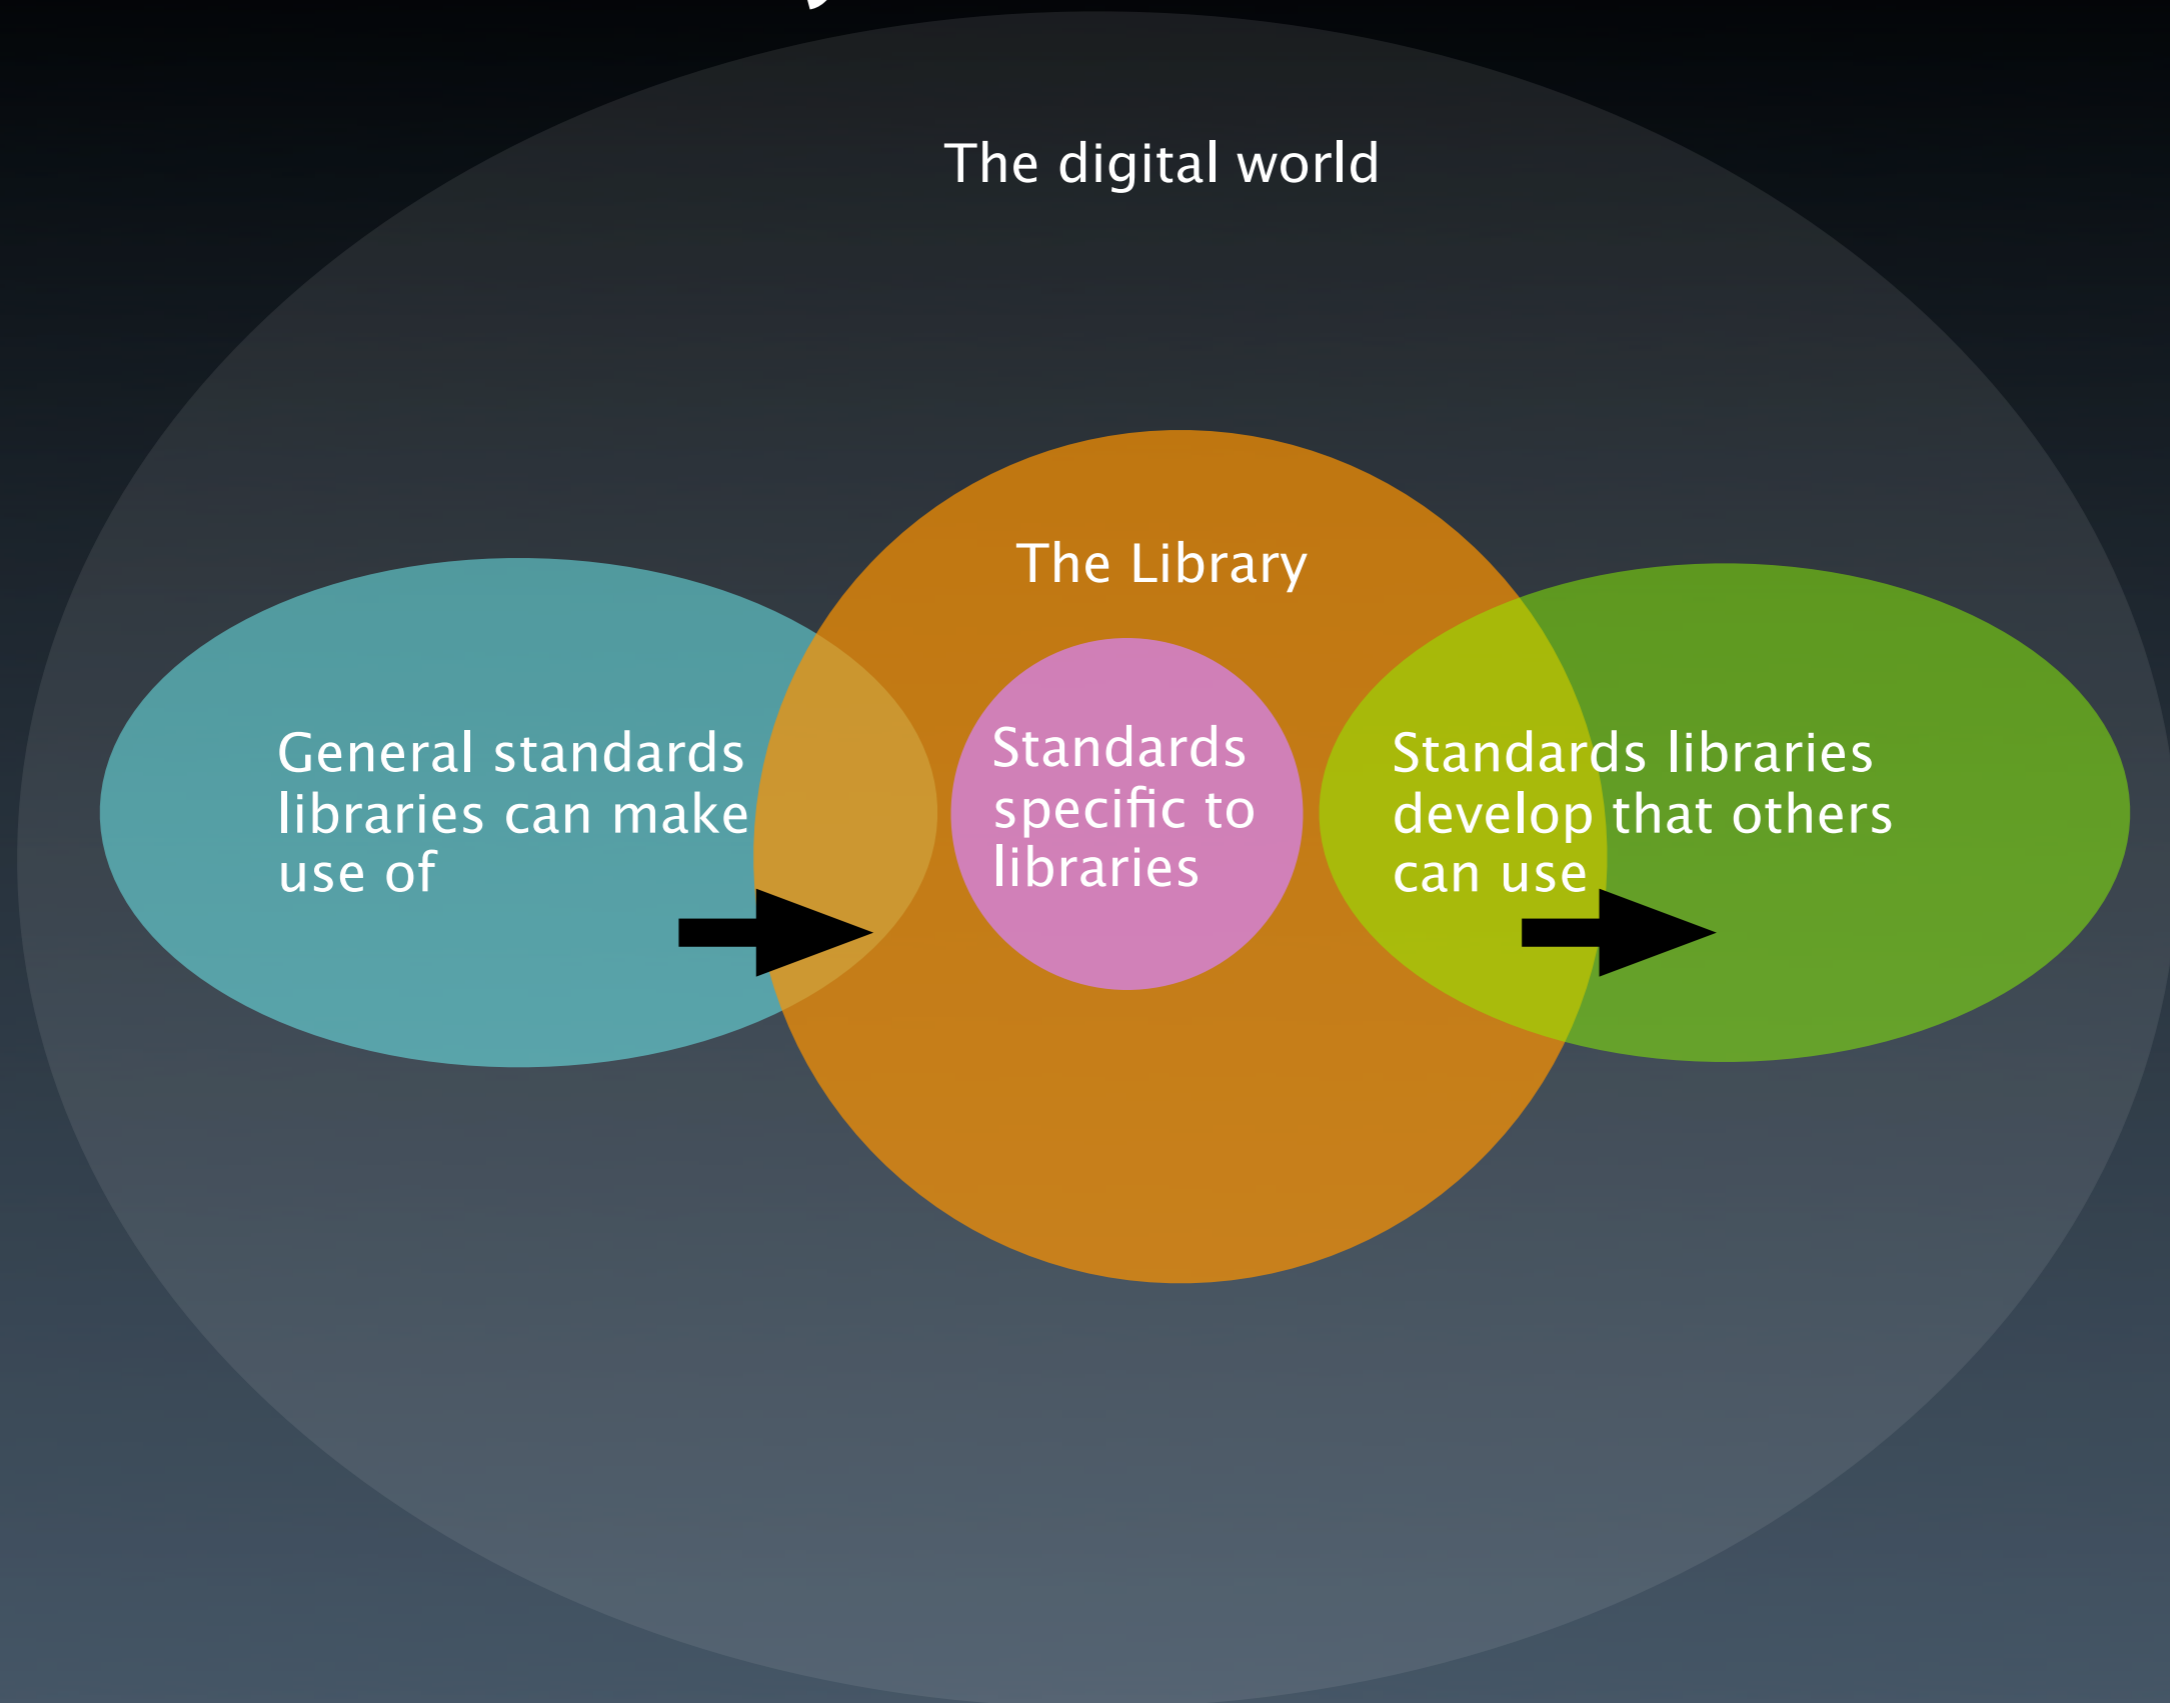 The digital world
The Library
General standards
libraries can make
use of
Standards
specific to
libraries
Standards libraries
develop that others
can use